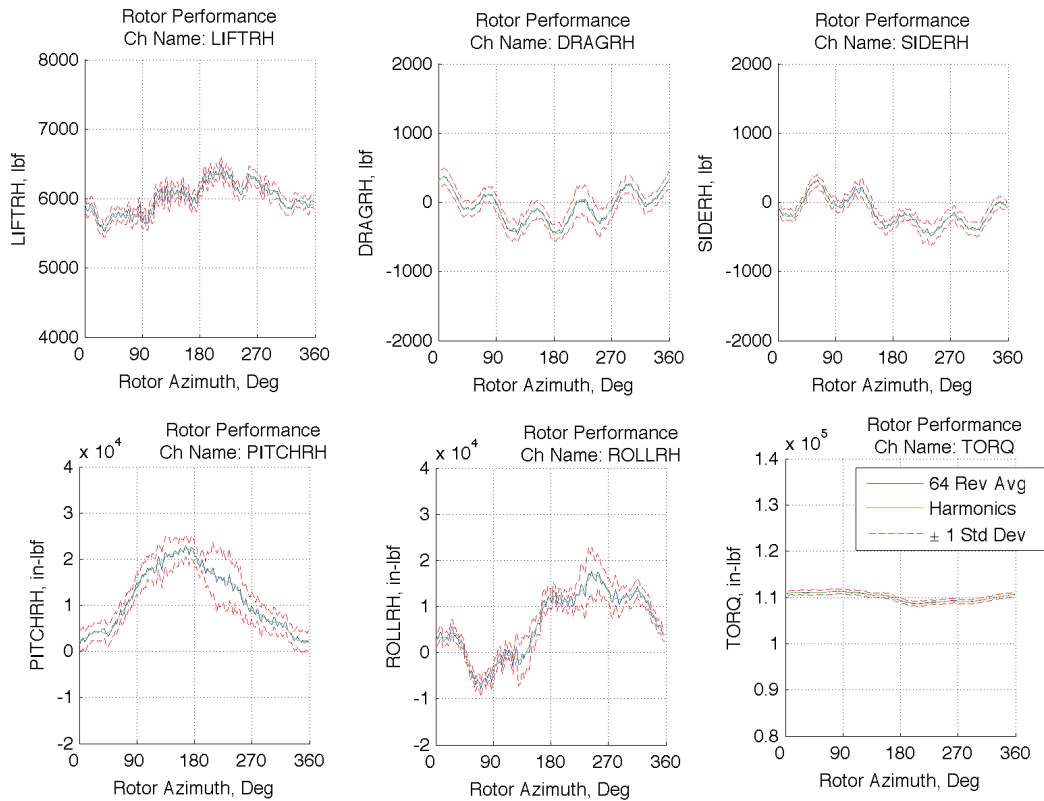 Rotor Performance
Ch Name: LIFTRH
8000
7000
6000
5000
4000
LIFTRH, lbf
0
90
180
270
360
Rotor Azimuth, Deg
Rotor Performance
Ch Name: DRAGRH
2000
1000
0
-1000
-2000
DRAGRH, lbf
0
90
180
270
360
Rotor Azimuth, Deg
Rotor Performance
Ch Name: SIDERH
2000
1000
0
-1000
-2000
SIDERH, lbf
0
90
180
270
360
Rotor Azimuth, Deg
Rotor Performance
Ch Name: PITCHRH
x 10^4
4
3
2
1
0
-1
-2
PITCHRH, in-lbf
0
90
180
270
360
Rotor Azimuth, Deg
Rotor Performance
Ch Name: ROLLRH
x 10^4
4
3
2
1
0
-1
-2
ROLLRH, in-lbf
0
90
180
270
360
Rotor Azimuth, Deg
Rotor Performance
Ch Name: TORQ
x 10^5
1.4
1.3
1.2
1.1
1
0.9
0.8
TORQ, in-lbf
64 Rev Avg
Harmonics
± 1 Std Dev
0
90
180
270
360
Rotor Azimuth, Deg